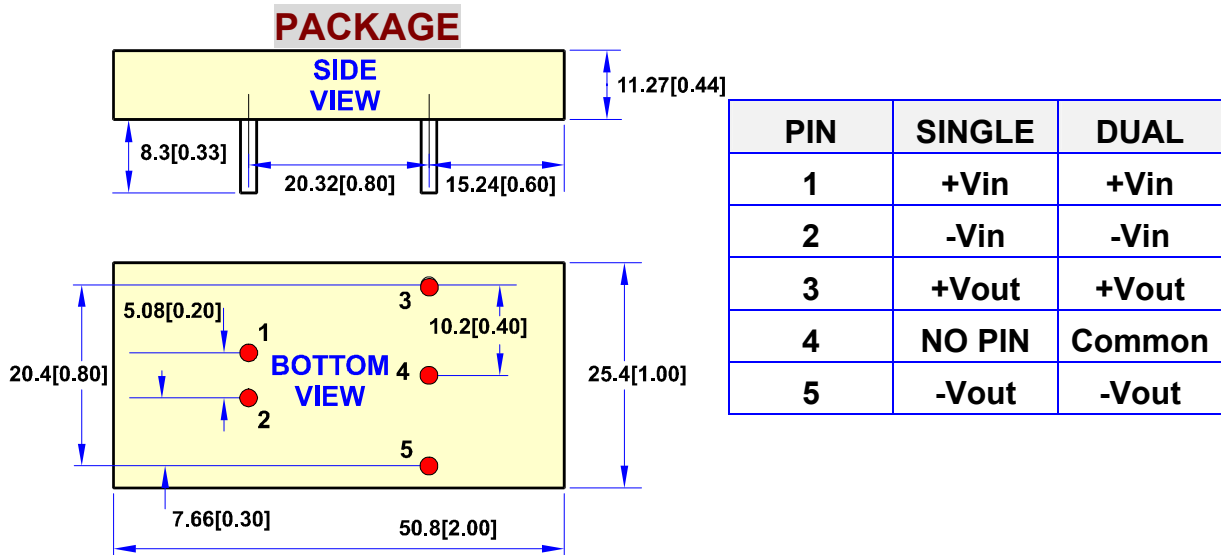 PACKAGE
SIDE
VIEW
11.27[0.44]
8.3[0.33]
20.32[0.80]
15.24[0.60]
3
5.08[0.20]
10.2[0.40]
1
BOTTOM
VIEW
4
20.4[0.80]
25.4[1.00]
2
5
7.66[0.30]
50.8[2.00]
PIN SINGLE DUAL
1 +Vin +Vin
2 -Vin -Vin
3 +Vout +Vout
4 NO PIN Common
5 -Vout -Vout